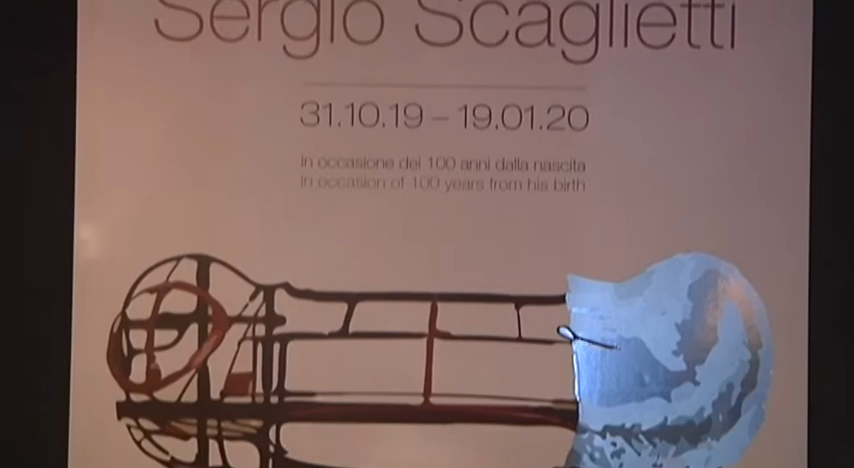 Sergio Scaglietti
31.10.19 – 19.01.20
in occasione dei 100 anni dalla nascita
in occasion of 100 years from his birth